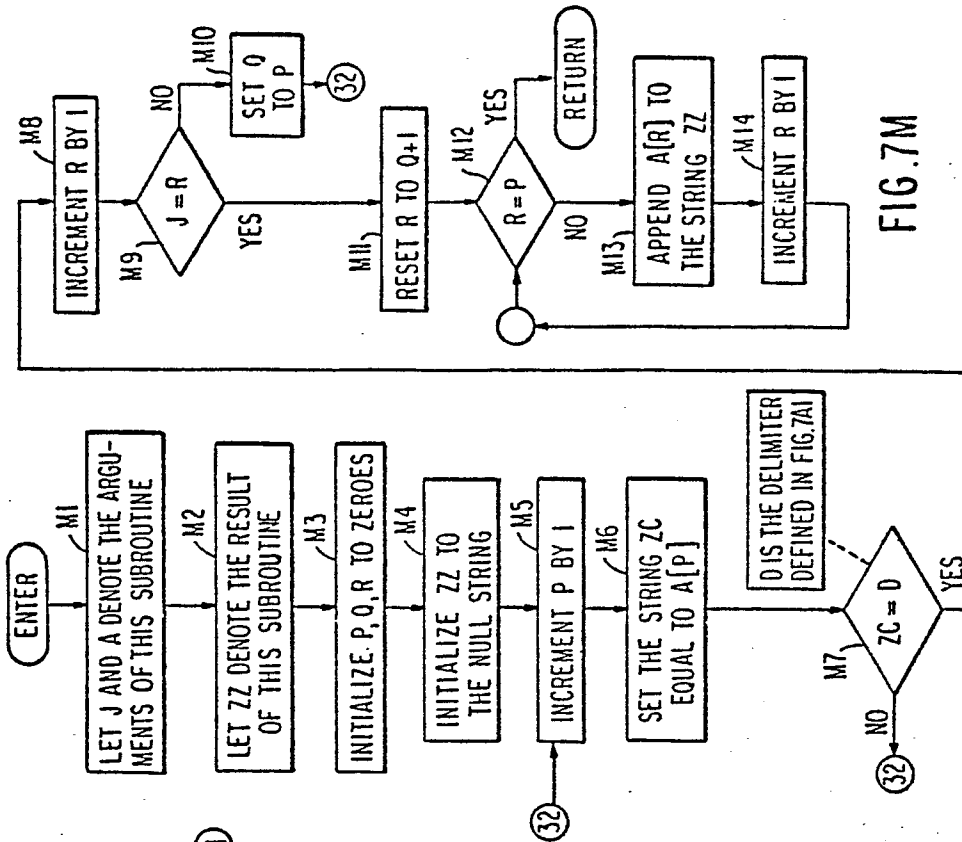 ENTER
M1
LET J AND A DENOTE THE ARGU-
MENTS OF THIS SUBROUTINE
M2
LET ZZ DENOTE THE RESULT
OF THIS SUBROUTINE
M3
INITIALIZE P,Q,R TO ZEROES
M4
INITIALIZE ZZ TO
THE NULL STRING
M5
32
INCREMENT P BY 1
M6
SET THE STRING ZC
EQUAL TO A[P]
D IS THE DELIMITER
DEFINED IN FIG.7A1
M7
ZC = D
NO
32
YES
M8
INCREMENT R BY 1
M9
J = R
NO
M10
SET Q
TO P
32
YES
M11
RESET R TO Q+1
M12
R = P
YES
RETURN
NO
M13
APPEND A[R] TO
THE STRING ZZ
M14
INCREMENT R BY 1
FIG.7M